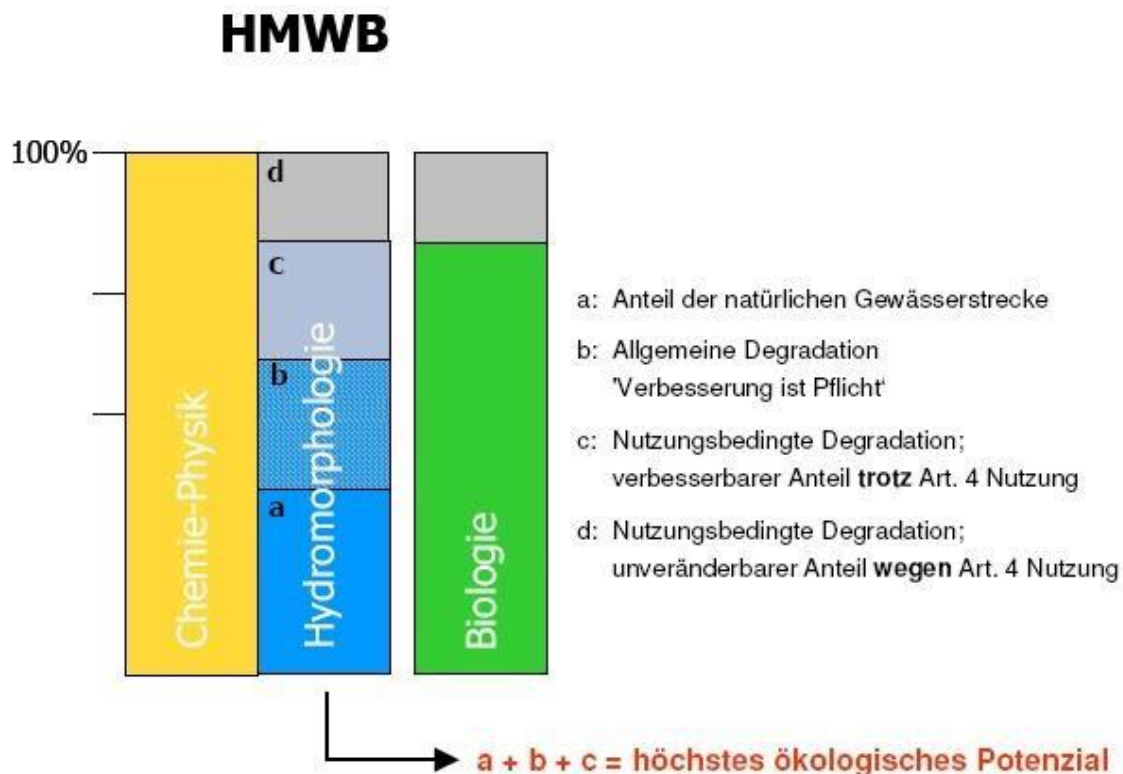 HMWB
100%
d
c
b
a
Chemie-Physik
Hydromorphologie
Biologie
a: Anteil der natürlichen Gewässerstrecke
b: Allgemeine Degradation
'Verbesserung ist Pflicht'
c: Nutzungsbedingte Degradation;
verbesserbarer Anteil trotz Art. 4 Nutzung
d: Nutzungsbedingte Degradation;
unveränderbarer Anteil wegen Art. 4 Nutzung
a + b + c = höchstes ökologisches Potenzial